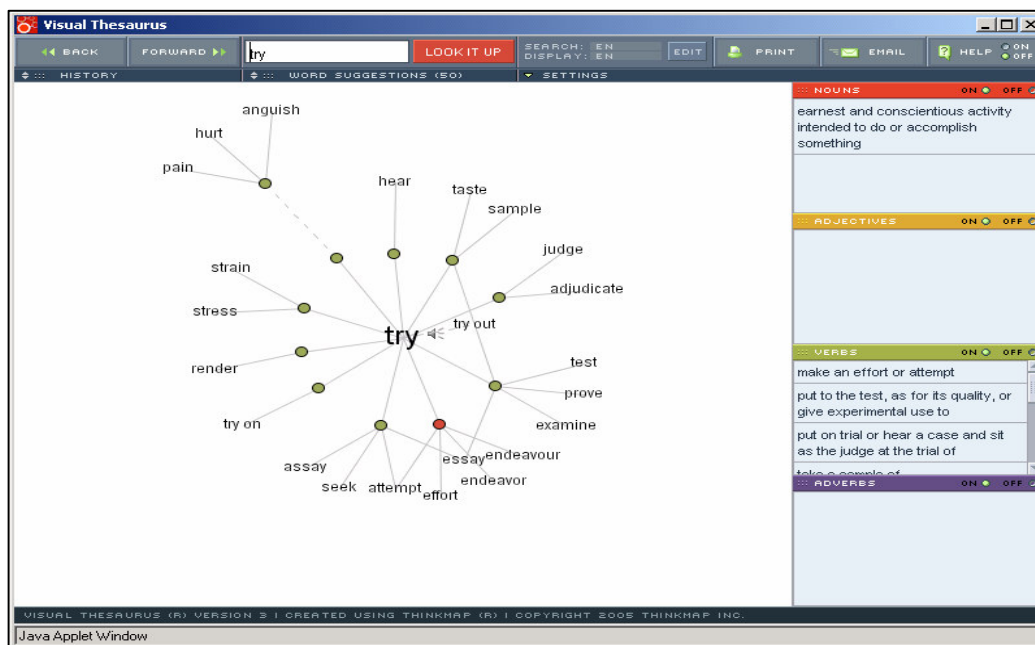 Visual Thesaurus
BACK
FORWARD
try
LOOK IT UP
SEARCH: EN
DISPLAY: EN
EDIT
PRINT
EMAIL
HELP
ON
OFF
HISTORY
WORD SUGGESTIONS (50)
SETTINGS
anguish
hurt
pain
hear
taste
sample
judge
adjudicate
strain
stress
try
try out
render
test
prove
try on
examine
assay
essay
endeavour
seek
attempt
effort
endeavor
NOUNS ON OFF
earnest and conscientious activity
intended to do or accomplish
something
ADJECTIVES ON OFF
VERBS ON OFF
make an effort or attempt
put to the test, as for its quality, or
give experimental use to
put on trial or hear a case and sit
as the judge at the trial of
take a sample of
ADVERBS ON OFF
VISUAL THESAURUS (R) VERSION 3 | CREATED USING THINKMAP (R) | COPYRIGHT 2005 THINKMAP INC.
Java Applet Window